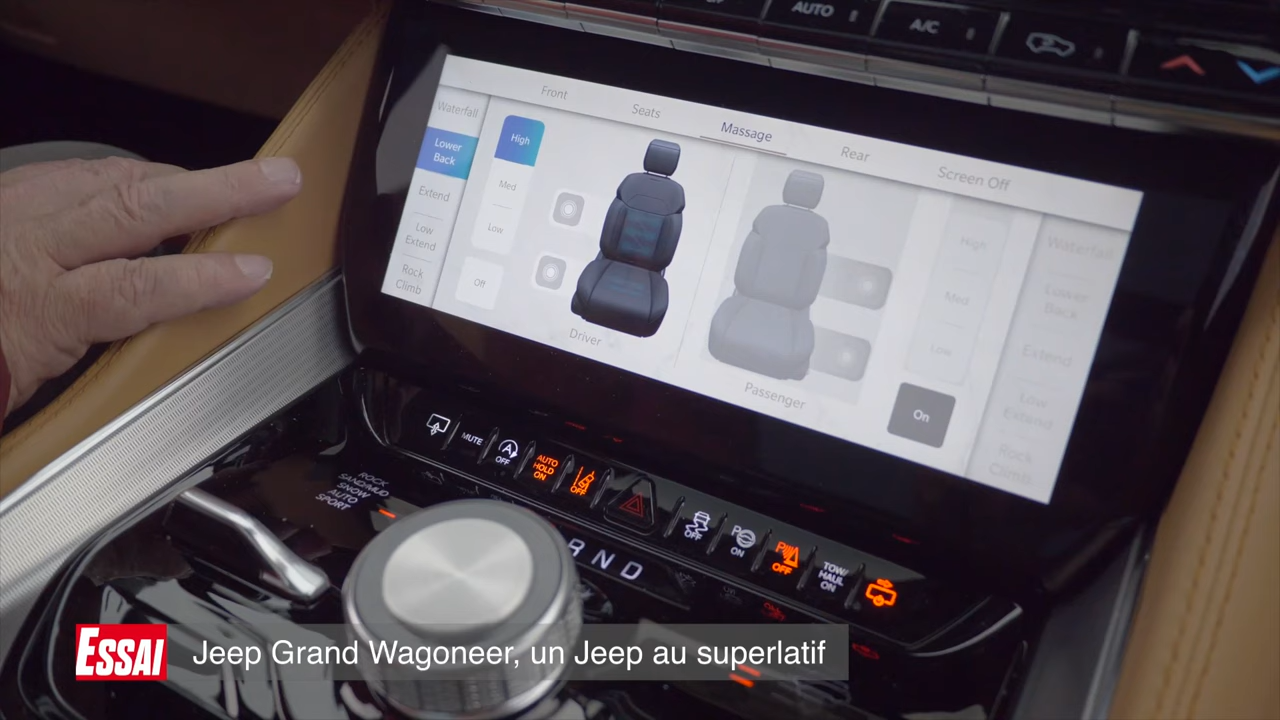 AUTO
A/C
Front
Seats
Massage
Rear
Screen Off
Waterfall
Lower
Back
Extend
Low
Extend
Rock
Climb
High
Med
Low
Off
Driver
Passenger
High
Med
Low
On
Waterfall
Lower
Back
Extend
Low
Extend
Rock
Climb
MUTE
A
OFF
AUTO
HOLD
ON
OFF
OFF
P
ON
P
OFF
TOW/
HAUL
ON
ROCK
SAND/MUD
SNOW
AUTO
SPORT
R N D
ESSAI
Jeep Grand Wagoneer, un Jeep au superlatif